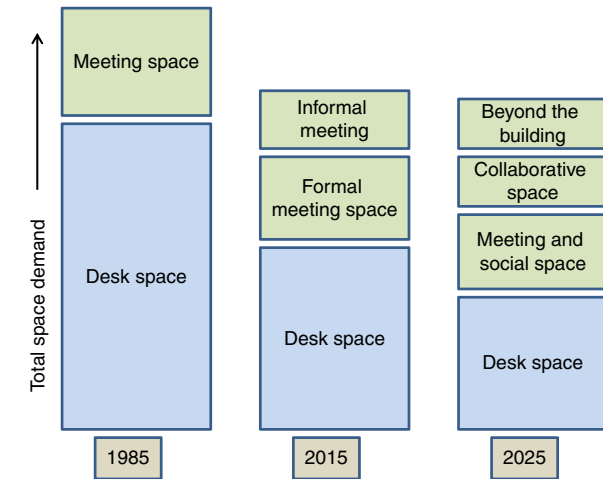 Total space demand
Meeting space
Desk space
1985
Informal
meeting
Formal
meeting space
Desk space
2015
Beyond the
building
Collaborative
space
Meeting and
social space
Desk space
2025